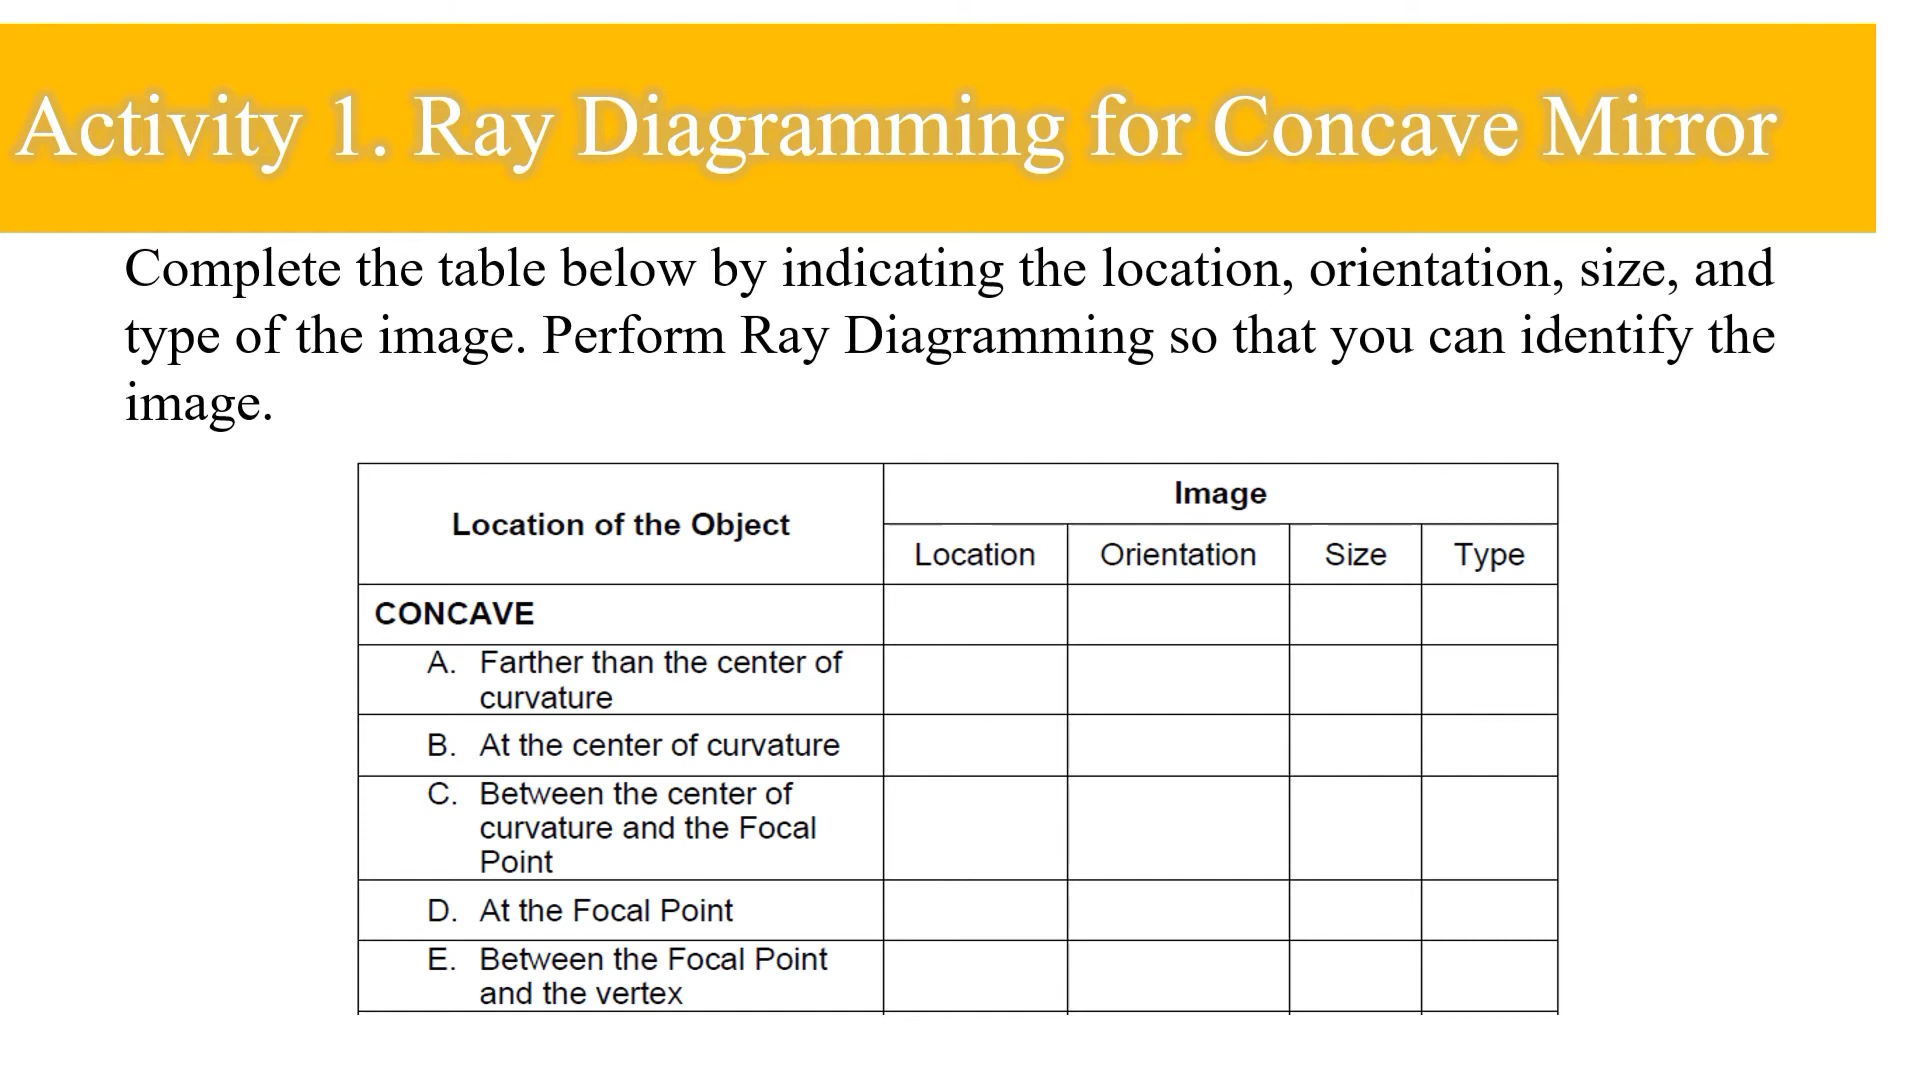 Activity 1. Ray Diagramming for Concave Mirror
Complete the table below by indicating the location, orientation, size, and
type of the image. Perform Ray Diagramming so that you can identify the
image.
Location of the Object
Image
Location Orientation Size Type
CONCAVE
A. Farther than the center of
curvature
B. At the center of curvature
C. Between the center of
curvature and the Focal
Point
D. At the Focal Point
E. Between the Focal Point
and the vertex